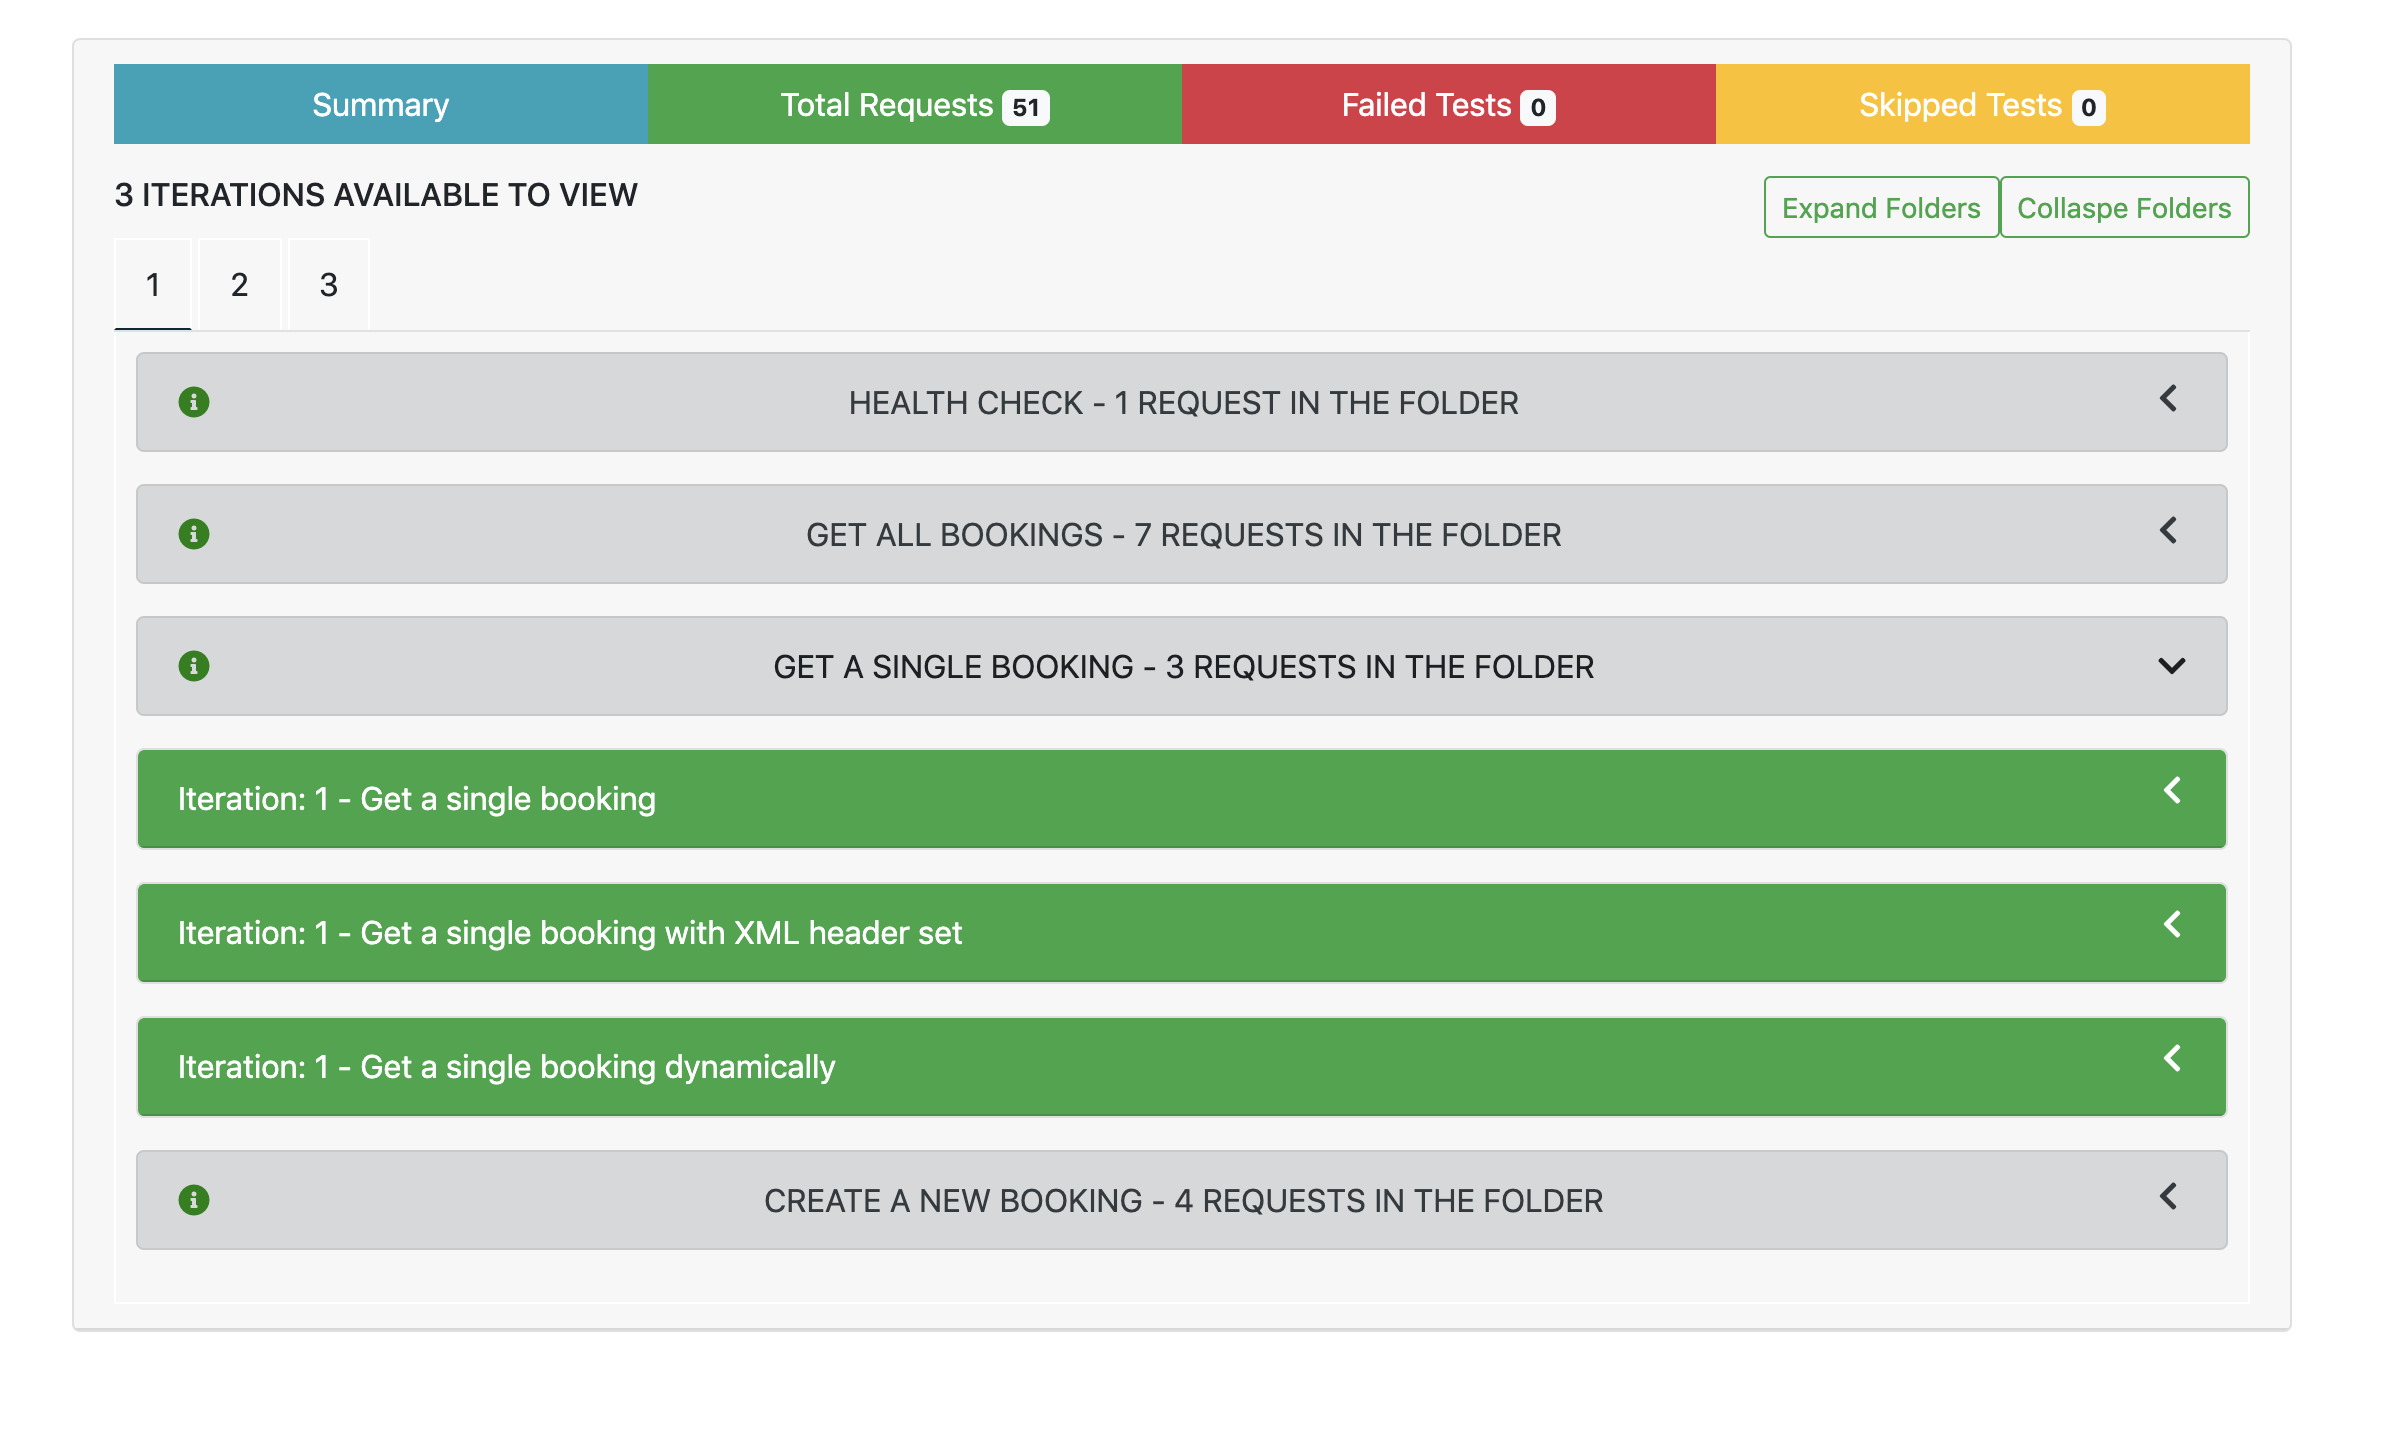 Summary
Total Requests 51
Failed Tests 0
Skipped Tests 0
3 ITERATIONS AVAILABLE TO VIEW
Expand Folders
Collaspe Folders
1
2
3
HEALTH CHECK - 1 REQUEST IN THE FOLDER
GET ALL BOOKINGS - 7 REQUESTS IN THE FOLDER
GET A SINGLE BOOKING - 3 REQUESTS IN THE FOLDER
Iteration: 1 - Get a single booking
Iteration: 1 - Get a single booking with XML header set
Iteration: 1 - Get a single booking dynamically
CREATE A NEW BOOKING - 4 REQUESTS IN THE FOLDER